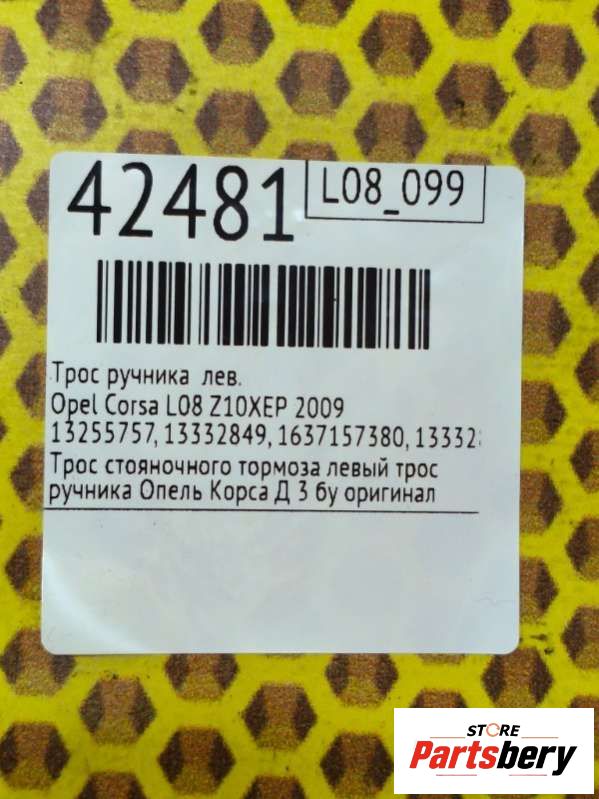 42481
L08_099
Трос ручника лев.
Opel Corsa L08 Z10XEP 2009
13255757, 13332849, 1637157380, 13332
Трос стояночного тормоза левый трос
ручника Опель Корса Д 3 бу оригинал
STORE
Partsbery